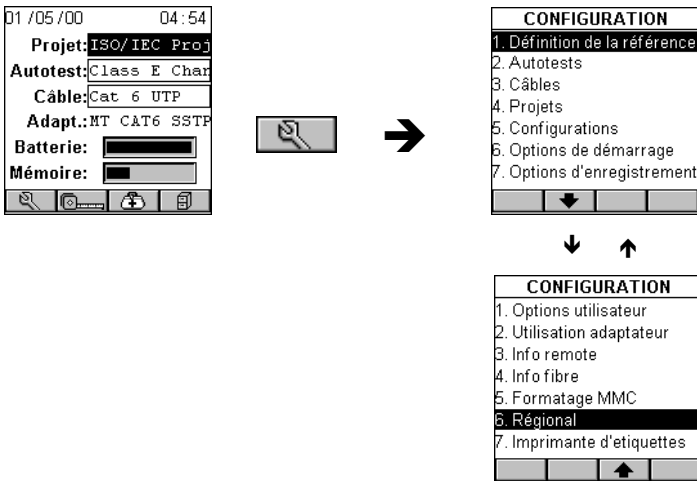 01/05/00 04:54
Projet: ISO/IEC Proj
Autotest: Class E Chan
Câble: Cat 6 UTP
Adapt.: MT CAT6 SSTP
Batterie:
Mémoire:
CONFIGURATION
1. Définition de la référence
2. Autotests
3. Câbles
4. Projets
5. Configurations
6. Options de démarrage
7. Options d'enregistrement
CONFIGURATION
1. Options utilisateur
2. Utilisation adaptateur
3. Info remote
4. Info fibre
5. Formatage MMC
6. Régional
7. Imprimante d'etiquettes